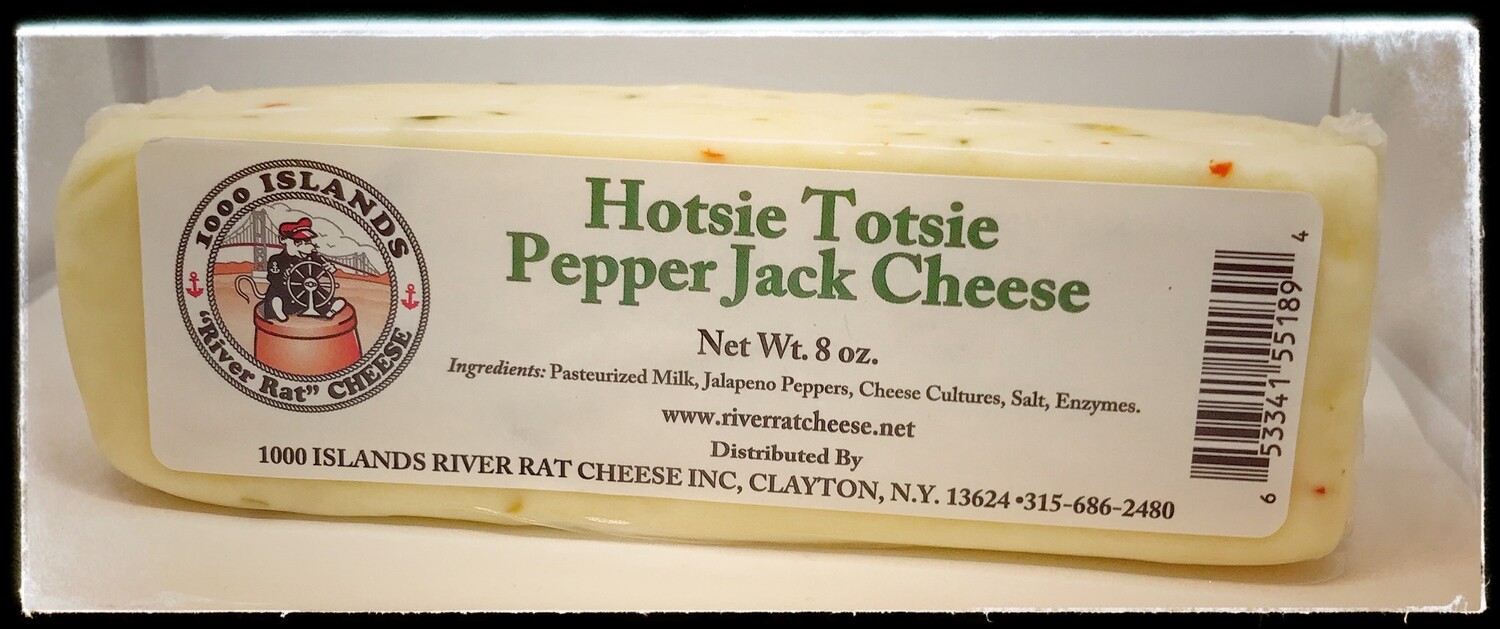 1000 ISLANDS
"River Rat" CHEESE
Hotsie Totsie
Pepper Jack Cheese
Net Wt. 8 oz.
Ingredients: Pasteurized Milk, Jalapeno Peppers, Cheese Cultures, Salt, Enzymes.
www.riverratcheese.net
Distributed By
1000 ISLANDS RIVER RAT CHEESE INC, CLAYTON, N.Y. 13624 •315-686-2480
6 53341 55189 4